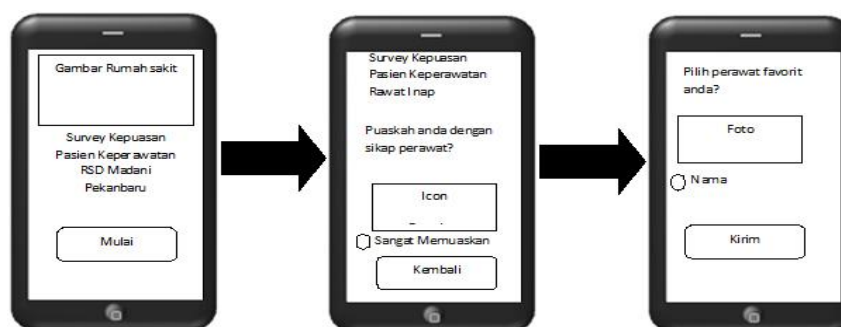 Gambar Rumah sakit
Survey Kepuasan
Pasien Keperawatan
RSD Madani
Pekanbaru
Mulai
Survey Kepuasan
Pasien Keperawatan
Rawat Inap
Puaskah anda dengan
sikap perawat?
Icon
Sangat Memuaskan
Kembali
Pilih perawat favorit
anda?
Foto
Nama
Kirim